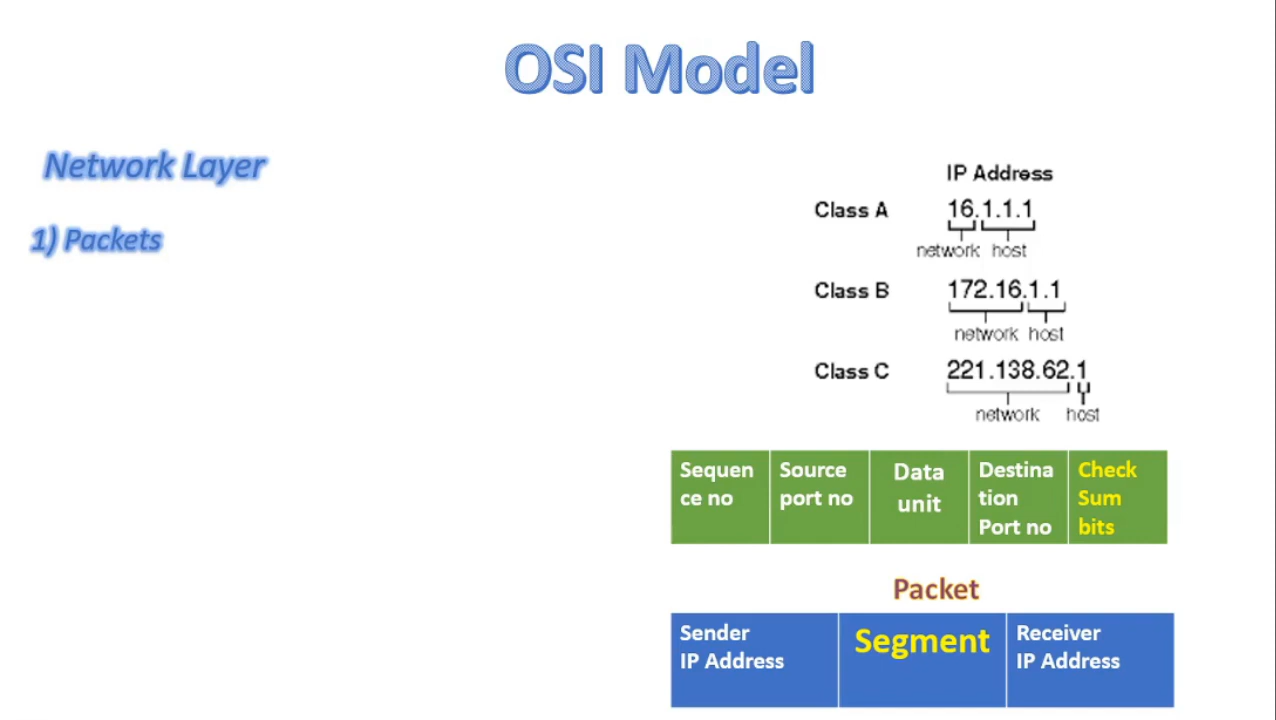 OSI Model
Network Layer
1) Packets
IP Address
Class A 16.1.1.1
network host
Class B 172.16.1.1
network host
Class C 221.138.62.1
network host
Sequen
ce no
Source
port no
Data
unit
Destina
tion
Port no
Check
Sum
bits
Packet
Sender
IP Address
Segment
Receiver
IP Address